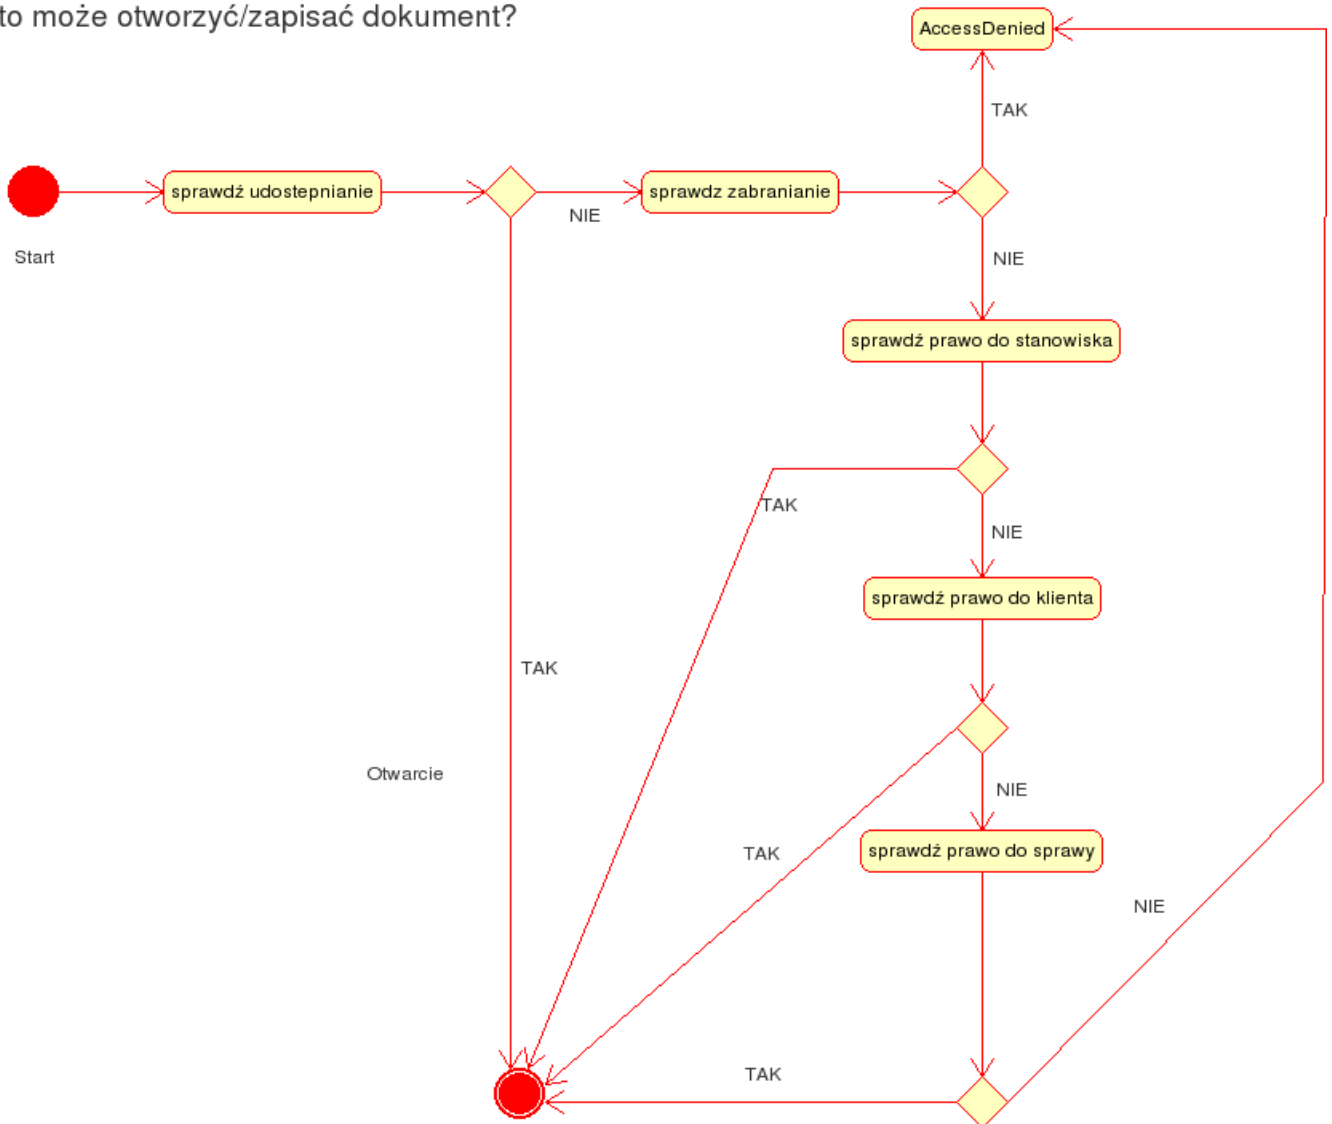 to może otworzyć/zapisać dokument?
AccessDenied
TAK
sprawdź udostepnianie
NIE
sprawdz zabranianie
Start
NIE
sprawdź prawo do stanowiska
TAK
NIE
sprawdź prawo do klienta
TAK
Otwarcie
NIE
TAK
sprawdź prawo do sprawy
NIE
TAK